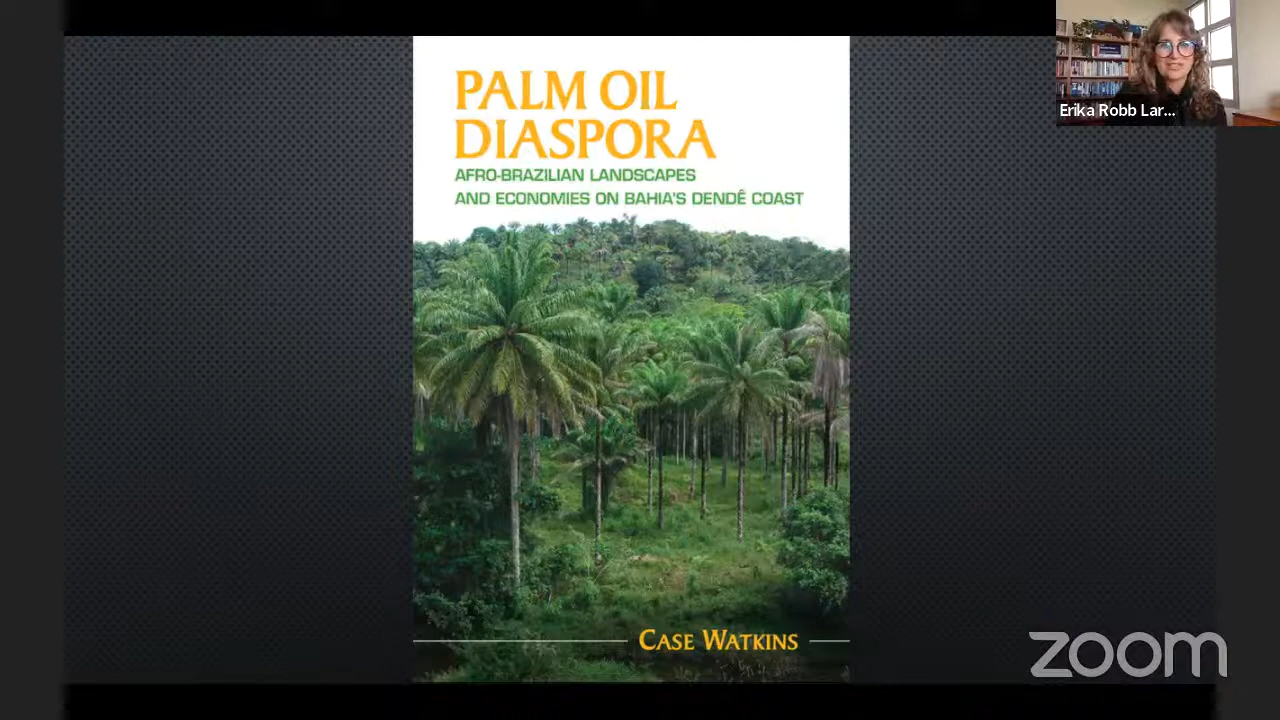 PALM OIL
DIASPORA
AFRO-BRAZILIAN LANDSCAPES
AND ECONOMIES ON BAHIA'S DENDÊ COAST
CASE WATKINS
Erika Robb Lar...
zoom